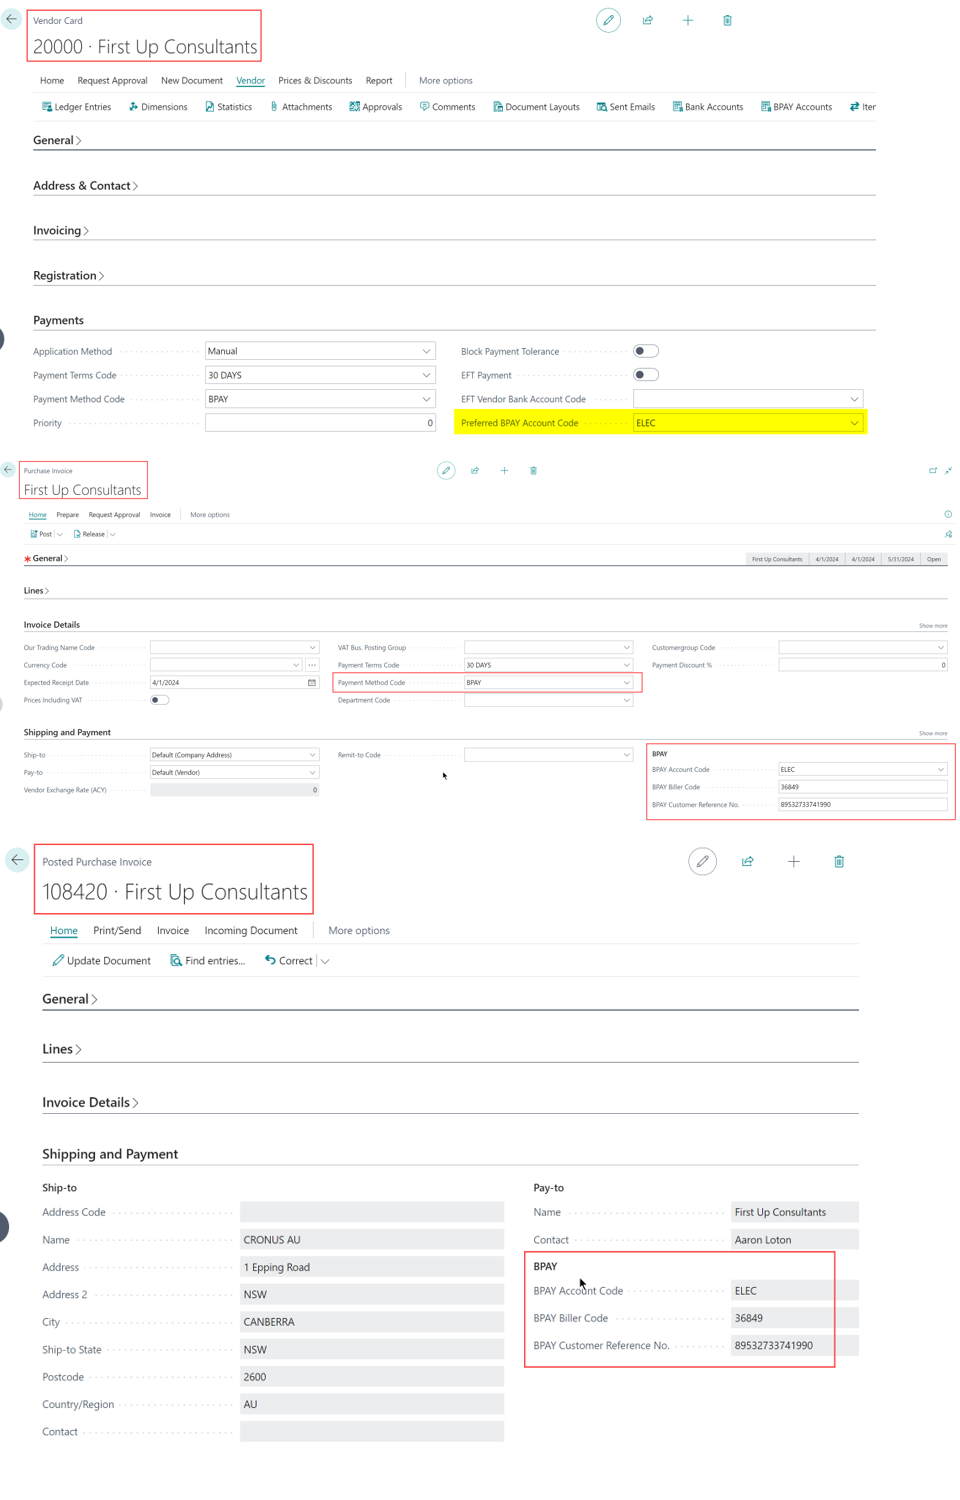 Vendor Card
20000 · First Up Consultants
Home Request Approval New Document Vendor Prices & Discounts Report More options
Ledger Entries Dimensions Statistics Attachments Approvals Comments Document Layouts Sent Emails Bank Accounts BPAY Accounts
General
Address & Contact
Invoicing
Registration
Payments
Application Method Manual Block Payment Tolerance
Payment Terms Code 30 DAYS EFT Payment
Payment Method Code BPAY EFT Vendor Bank Account Code
Priority 0 Preferred BPAY Account Code ELEC
Purchase Invoice
First Up Consultants
Home Prepare Request Approval Invoice More options
Post Release
* General First Up Consultants 4/1/2024 4/1/2024 5/31/2024 Open
Lines
Invoice Details Show more
Our Trading Name Code VAT Bus. Posting Group Customergroup Code
Currency Code Payment Terms Code 30 DAYS Payment Discount % 0
Expected Receipt Date 4/1/2024 Payment Method Code BPAY
Prices Including VAT Department Code
Shipping and Payment Show more
Ship-to Default (Company Address) Remit-to Code BPAY
Pay-to Default (Vendor) BPAY Account Code ELEC
Vendor Exchange Rate (ACY) 0 BPAY Biller Code 36849
BPAY Customer Reference No. 89532733741990
Posted Purchase Invoice
108420 · First Up Consultants
Home Print/Send Invoice Incoming Document More options
Update Document Find entries... Correct
General
Lines
Invoice Details
Shipping and Payment
Ship-to Pay-to
Address Code Name First Up Consultants
Name CRONUS AU Contact Aaron Loton
Address 1 Epping Road BPAY
Address 2 NSW BPAY Account Code ELEC
City CANBERRA BPAY Biller Code 36849
Ship-to State NSW BPAY Customer Reference No. 89532733741990
Postcode 2600
Country/Region AU
Contact